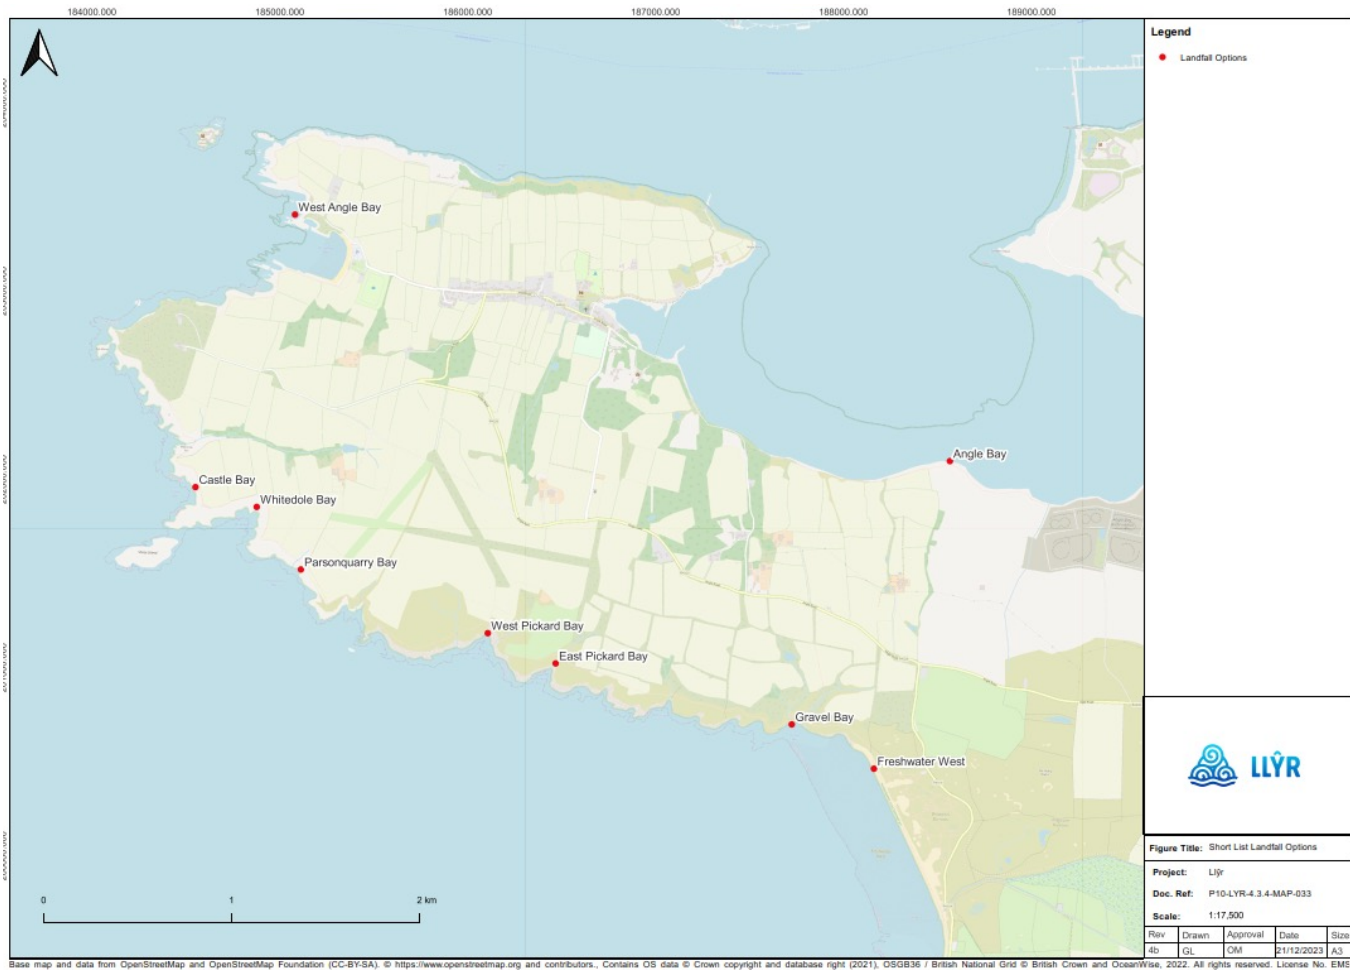 184000.000 185000.000 186000.000 187000.000 188000.000 189000.000
Legend
Landfall Options
West Angle Bay
Angle Bay
Castle Bay
Whitedole Bay
Parsonquarry Bay
West Pickard Bay
East Pickard Bay
Gravel Bay
Freshwater West
LLŶR
Figure Title: Short List Landfall Options
Project: Llŷr
Doc. Ref: P10-LYR-4.3.4-MAP-033
Scale: 1:17,500
0 1 2 km
Rev Drawn Approval Date Size
4b GL OM 21/12/2023 A3
Base map and data from OpenStreetMap and OpenStreetMap Foundation (CC-BY-SA). © https://www.openstreetmap.org and contributors., Contains OS data © Crown copyright and database right (2021), OSGB36 / British National Grid © British Crown and OceanWise, 2022. All rights reserved. License No. EMS